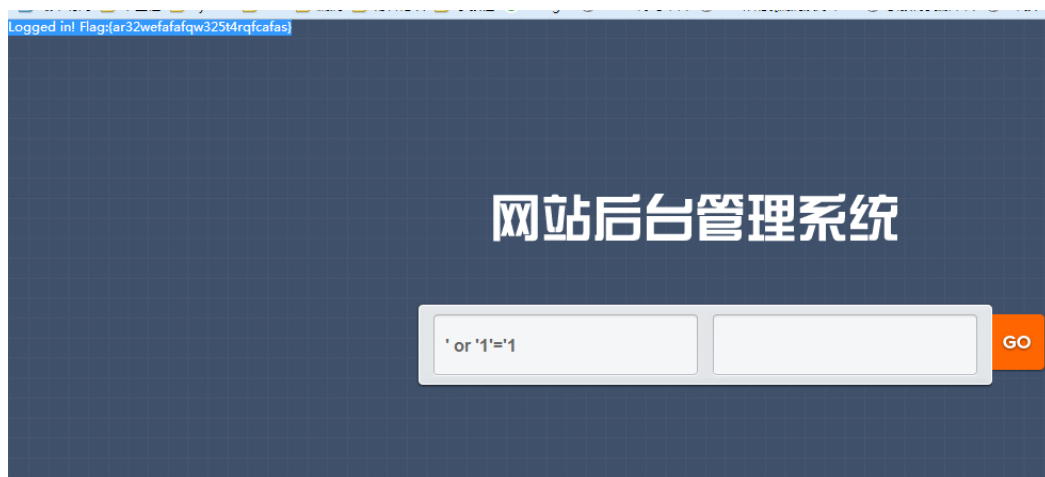 Logged in! Flag:{ar32wefafafqw325t4rqfcafas}
网站后台管理系统
' or '1'='1
GO